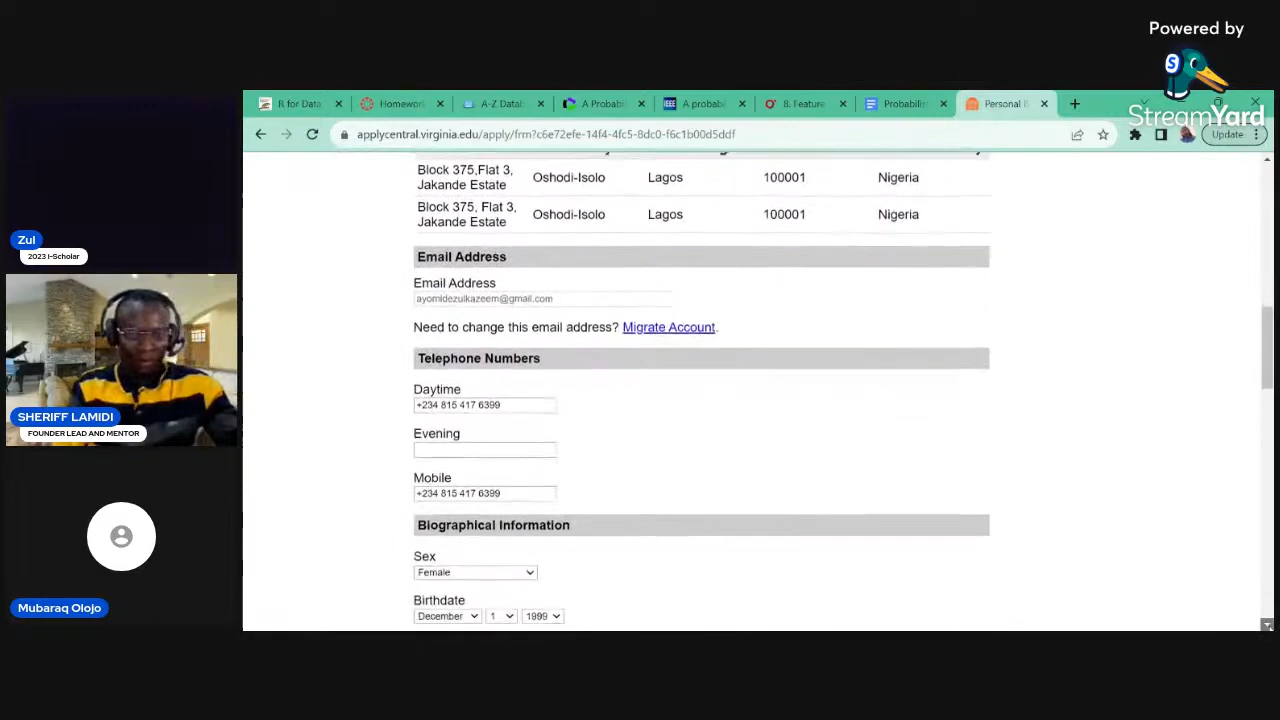 Powered by
S
StreamYard
R for Data
Homewor
A-Z Datab
A Probabi
A probabi
8. Feature
Probabilis
Personal B
applycentral.virginia.edu/apply/frm?c6e72efe-14f4-4fc5-8dc0-f6c1b00d5ddf
Update
Block 375,Flat 3,
Jakande Estate
Oshodi-Isolo
Lagos
100001
Nigeria
Block 375, Flat 3,
Jakande Estate
Oshodi-Isolo
Lagos
100001
Nigeria
Email Address
Email Address
ayomidezulkazeem@gmail.com
Need to change this email address? Migrate Account.
Telephone Numbers
Daytime
+234 815 417 6399
Evening
Mobile
+234 815 417 6399
Biographical Information
Sex
Female
Birthdate
December 1 1999
Zul
2023 I-Scholar
SHERIFF LAMIDI
FOUNDER LEAD AND MENTOR
Mubaraq Olojo